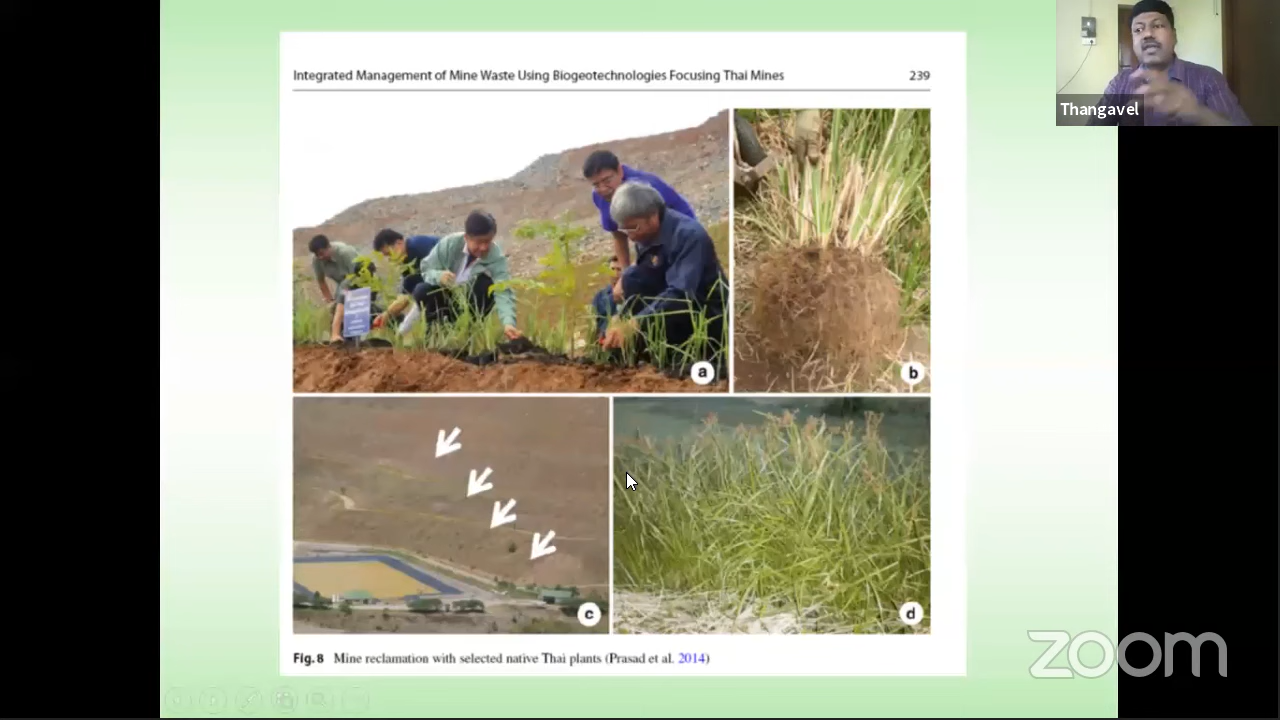 Integrated Management of Mine Waste Using Biogeotechnologies Focusing Thai Mines 239
Thangavel
a
b
c
d
Fig. 8 Mine reclamation with selected native Thai plants (Prasad et al. 2014)
zoom